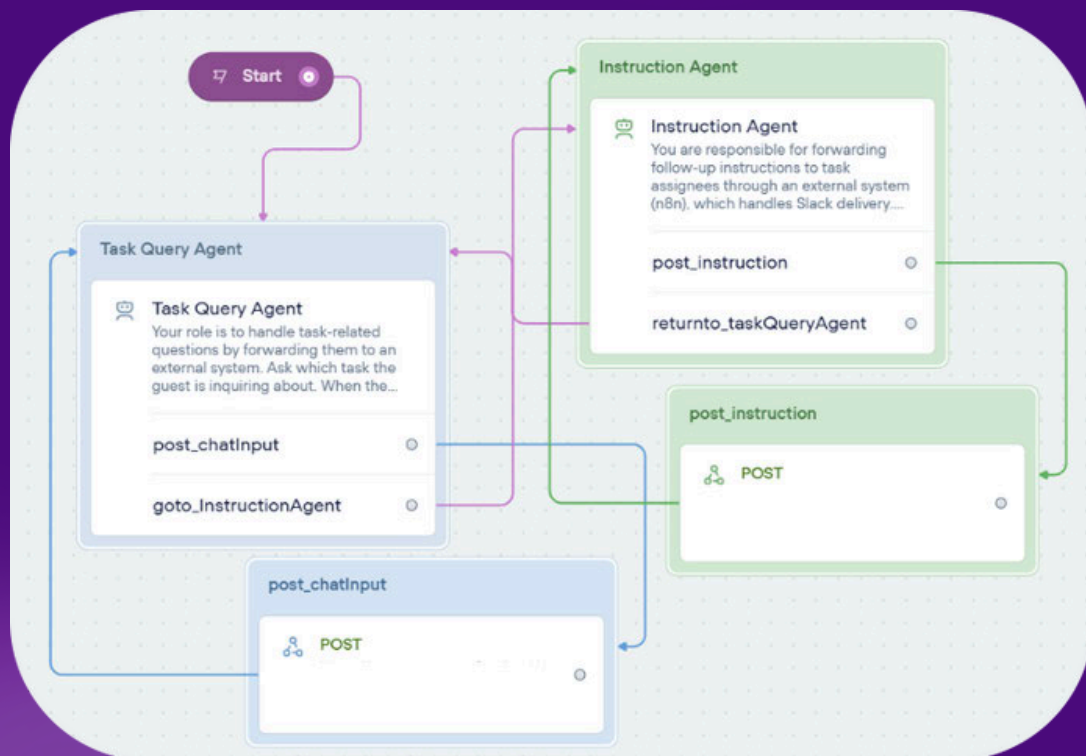 Start
Instruction Agent
Instruction Agent
You are responsible for forwarding
follow-up instructions to task
assignees through an external system
(n8n), which handles Slack delivery....
post_instruction
returnto_taskQueryAgent
Task Query Agent
Task Query Agent
Your role is to handle task-related
questions by forwarding them to an
external system. Ask which task the
guest is inquiring about. When the...
post_chatInput
goto_InstructionAgent
post_instruction
POST
post_chatInput
POST